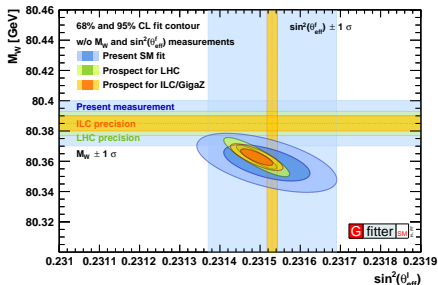 M_W [GeV]
80.46
80.44
80.42
80.4
80.38
80.36
80.34
80.32
80.3
68% and 95% CL fit contour
w/o M_W and sin²(θ^l_eff) measurements
Present SM fit
Prospect for LHC
Prospect for ILC/GigaZ
sin²(θ^l_eff) ± 1 σ
Present measurement
ILC precision
LHC precision
M_W ± 1 σ
G fitter SM
0.231 0.2311 0.2312 0.2313 0.2314 0.2315 0.2316 0.2317 0.2318 0.2319
sin²(θ^l_eff)